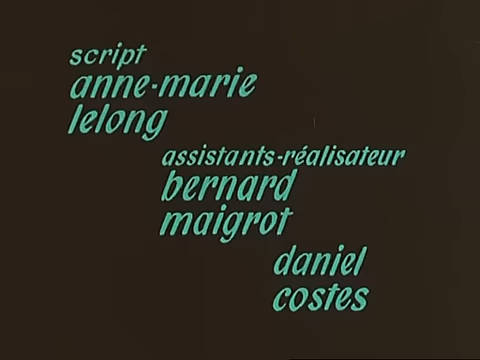 script
anne-marie
lelong
assistants-réalisateur
bernard
maigrot
daniel
costes